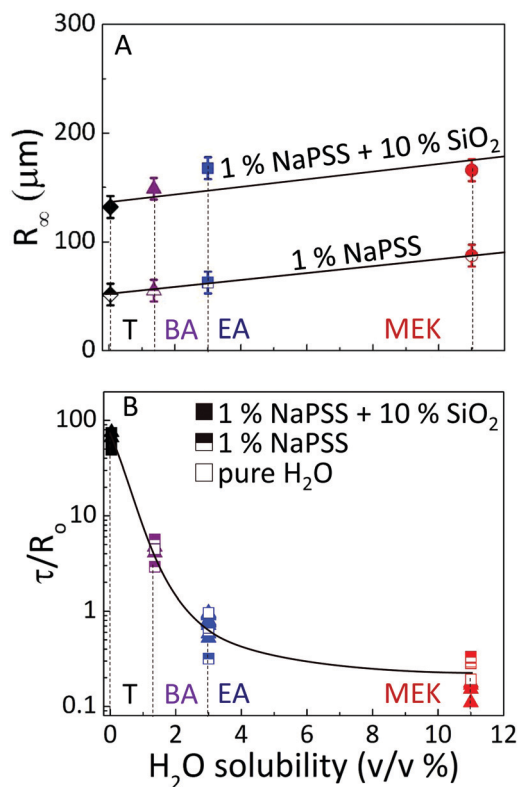 A
300
200
100
0
R∞ (μm)
1 % NaPSS + 10 % SiO₂
1 % NaPSS
T BA EA MEK
B
100
10
1
0.1
τ/Rₒ
1 % NaPSS + 10 % SiO₂
1 % NaPSS
pure H₂O
T BA EA MEK
0 2 4 6 8 10 12
H₂O solubility (v/v %)